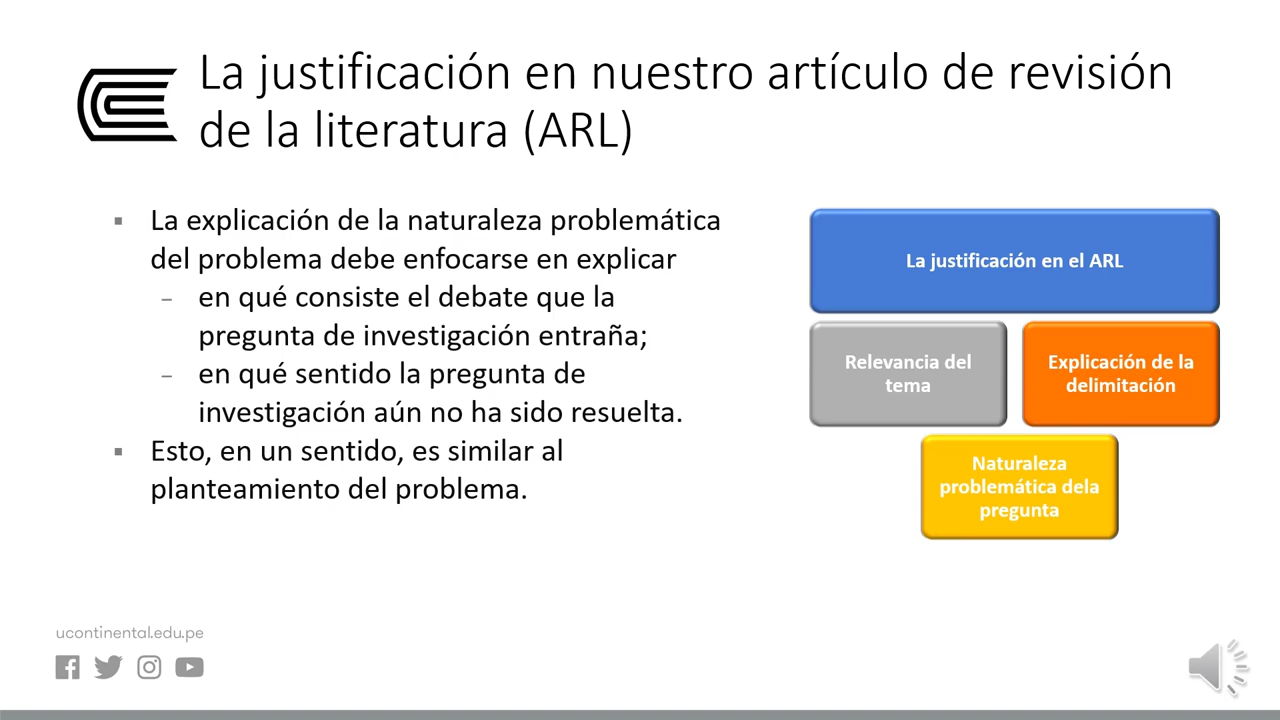 La justificación en nuestro artículo de revisión
de la literatura (ARL)
▪ La explicación de la naturaleza problemática
del problema debe enfocarse en explicar
– en qué consiste el debate que la
pregunta de investigación entraña;
– en qué sentido la pregunta de
investigación aún no ha sido resuelta.
▪ Esto, en un sentido, es similar al
planteamiento del problema.
La justificación en el ARL
Relevancia del
tema
Explicación de la
delimitación
Naturaleza
problemática dela
pregunta
ucontinental.edu.pe